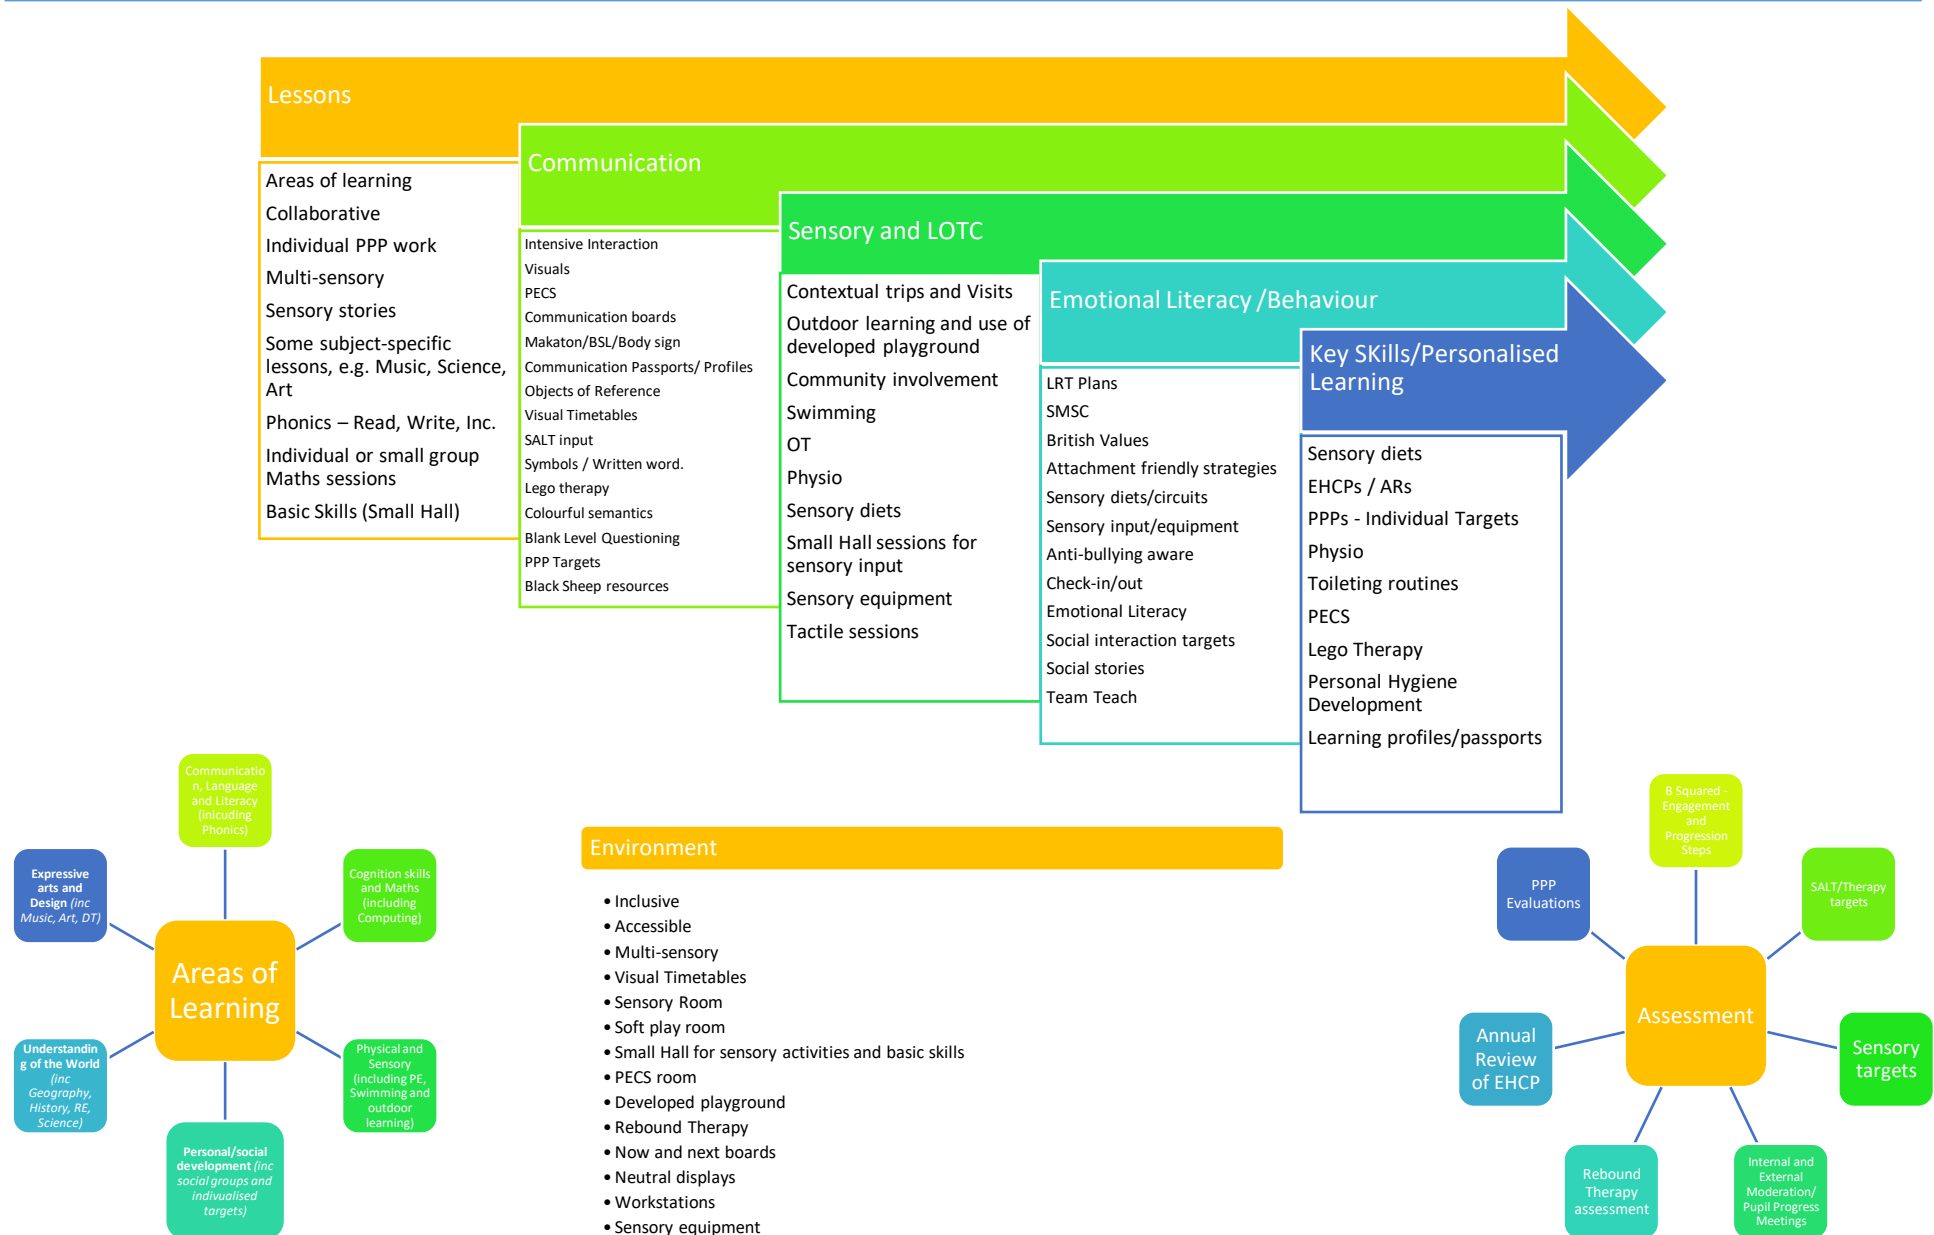 Lessons
Areas of learning
Collaborative
Individual PPP work
Multi-sensory
Sensory stories
Some subject-specific
lessons, e.g. Music, Science,
Art
Phonics – Read, Write, Inc.
Individual or small group
Maths sessions
Basic Skills (Small Hall)
Communication
Intensive Interaction
Visuals
PECS
Communication boards
Makaton/BSL/Body sign
Communication Passports/ Profiles
Objects of Reference
Visual Timetables
SALT input
Symbols / Written word.
Lego therapy
Colourful semantics
Blank Level Questioning
PPP Targets
Black Sheep resources
Sensory and LOTC
Contextual trips and Visits
Outdoor learning and use of
developed playground
Community involvement
Swimming
OT
Physio
Sensory diets
Small Hall sessions for
sensory input
Sensory equipment
Tactile sessions
Emotional Literacy /Behaviour
LRT Plans
SMSC
British Values
Attachment friendly strategies
Sensory diets/circuits
Sensory input/equipment
Anti-bullying aware
Check-in/out
Emotional Literacy
Social interaction targets
Social stories
Team Teach
Key SKills/Personalised
Learning
Sensory diets
EHCPs / ARs
PPPs - Individual Targets
Physio
Toileting routines
PECS
Lego Therapy
Personal Hygiene
Development
Learning profiles/passports
Areas of
Learning
Communicatio
n, Language
and Literacy
(inlcuding
Phonics)
Cognition skills
and Maths
(including
Computing)
Physical and
Sensory
(including PE,
Swimming and
outdoor
learning)
Personal/social
development (inc
social groups and
indivualised
targets)
Understandin
g of the World
(inc
Geography,
History, RE,
Science)
Expressive
arts and
Design (inc
Music, Art, DT)
Environment
• Inclusive
• Accessible
• Multi-sensory
• Visual Timetables
• Sensory Room
• Soft play room
• Small Hall for sensory activities and basic skills
• PECS room
• Developed playground
• Rebound Therapy
• Now and next boards
• Neutral displays
• Workstations
• Sensory equipment
Assessment
B Squared -
Engagement
and
Progression
Steps
SALT/Therapy
targets
Sensory
targets
Internal and
External
Moderation/
Pupil Progress
Meetings
Rebound
Therapy
assessment
Annual
Review
of EHCP
PPP
Evaluations